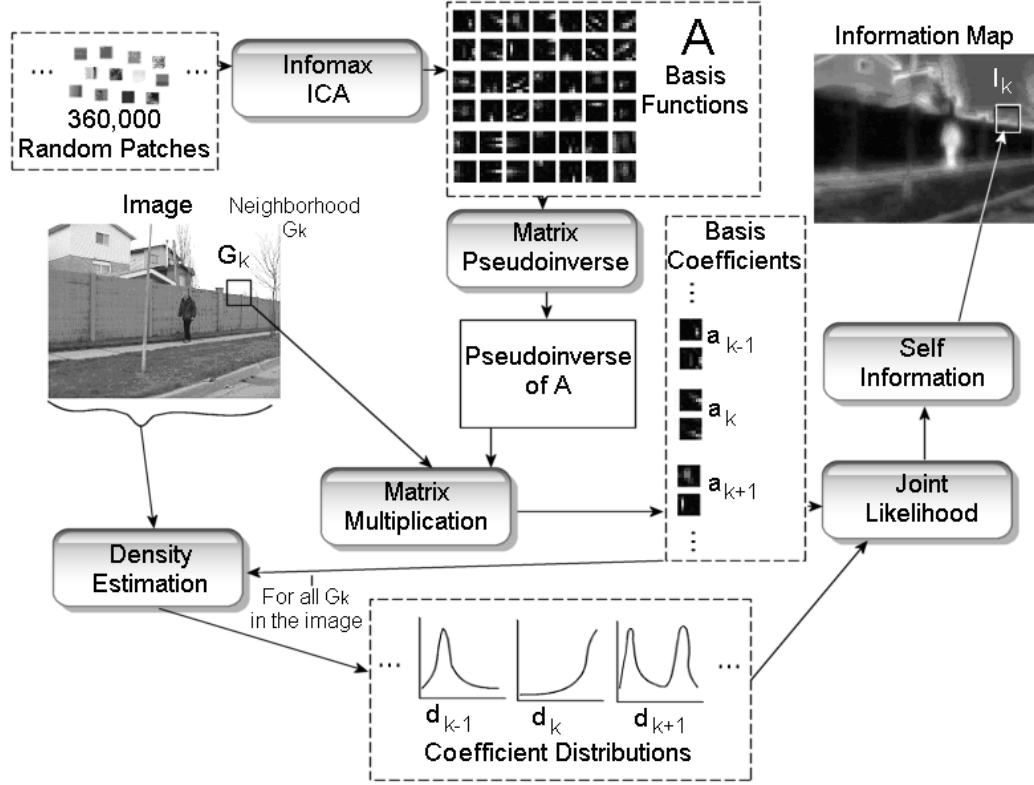 ...
...
360,000
Random Patches
Infomax
ICA
A
Basis
Functions
Information Map
I k
Image
Neighborhood
Gk
G k
Matrix
Pseudoinverse
Basis
Coefficients
...
a k-1
a k
a k+1
...
Pseudoinverse
of A
Self
Information
Matrix
Multiplication
Joint
Likelihood
Density
Estimation
For all Gk
in the image
...
...
d k-1
d k
d k+1
Coefficient Distributions